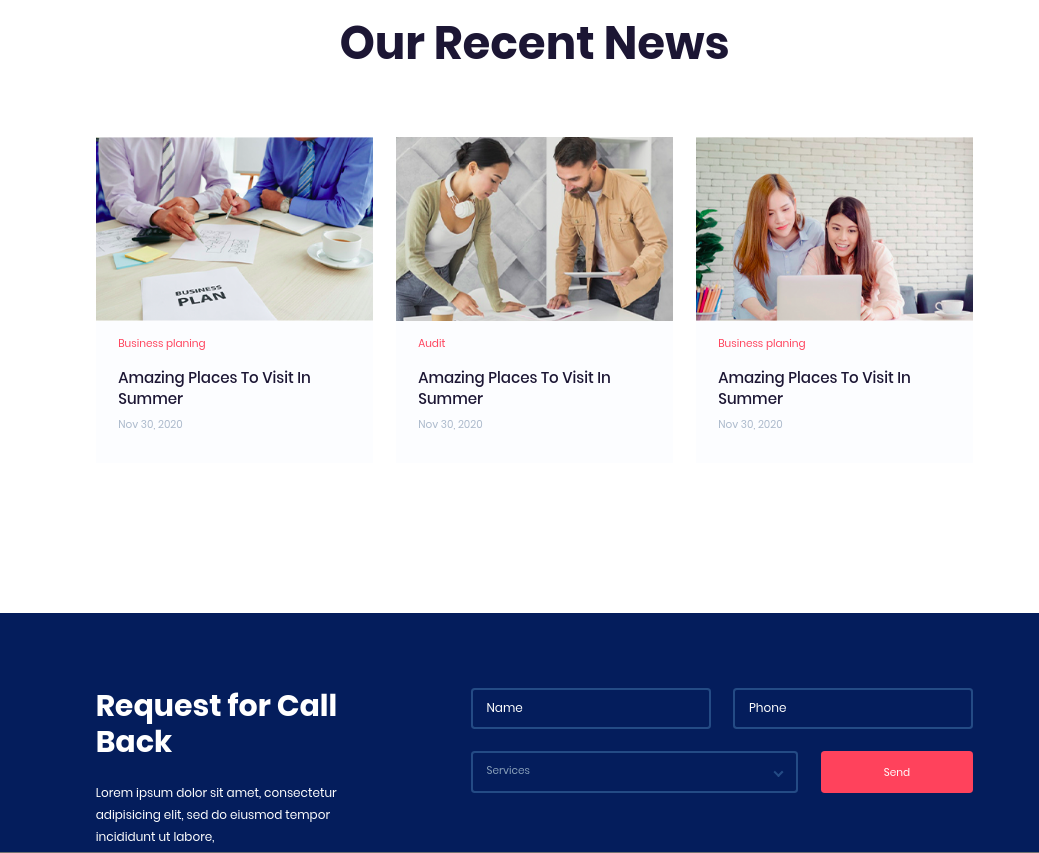 Our Recent News
BUSINESS
PLAN
Business planing
Amazing Places To Visit In
Summer
Nov 30, 2020
Audit
Amazing Places To Visit In
Summer
Nov 30, 2020
Business planing
Amazing Places To Visit In
Summer
Nov 30, 2020
Request for Call
Back
Lorem ipsum dolor sit amet, consectetur
adipisicing elit, sed do eiusmod tempor
incididunt ut labore,
Name
Phone
Services
Send